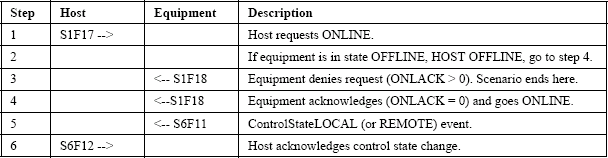 Step Host Equipment Description
1 S1F17 --> Host requests ONLINE.
2 If equipment is in state OFFLINE, HOST OFFLINE, go to step 4.
3 <-- S1F18 Equipment denies request (ONLACK > 0). Scenario ends here.
4 <--S1F18 Equipment acknowledges (ONLACK = 0) and goes ONLINE.
5 <-- S6F11 ControlStateLOCAL (or REMOTE) event.
6 S6F12 --> Host acknowledges control state change.